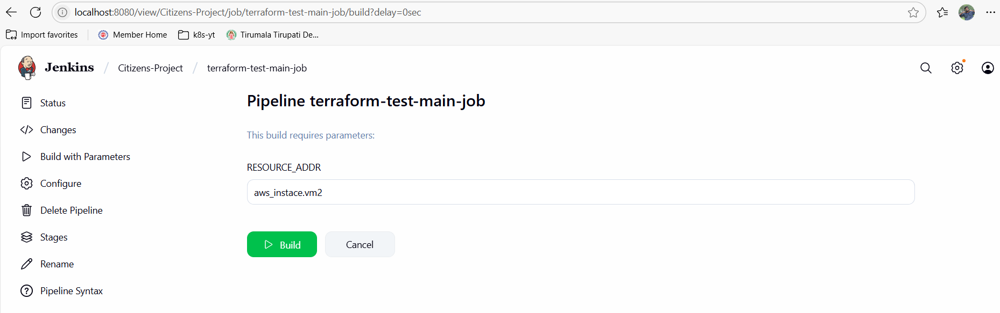 localhost:8080/view/Citizens-Project/job/terraform-test-main-job/build?delay=0sec
Import favorites
Member Home
k8s-yt
Tirumala Tirupati De...
Jenkins / Citizens-Project / terraform-test-main-job
Status
Changes
Build with Parameters
Configure
Delete Pipeline
Stages
Rename
Pipeline Syntax
Pipeline terraform-test-main-job
This build requires parameters:
RESOURCE_ADDR
aws_instace.vm2
Build
Cancel